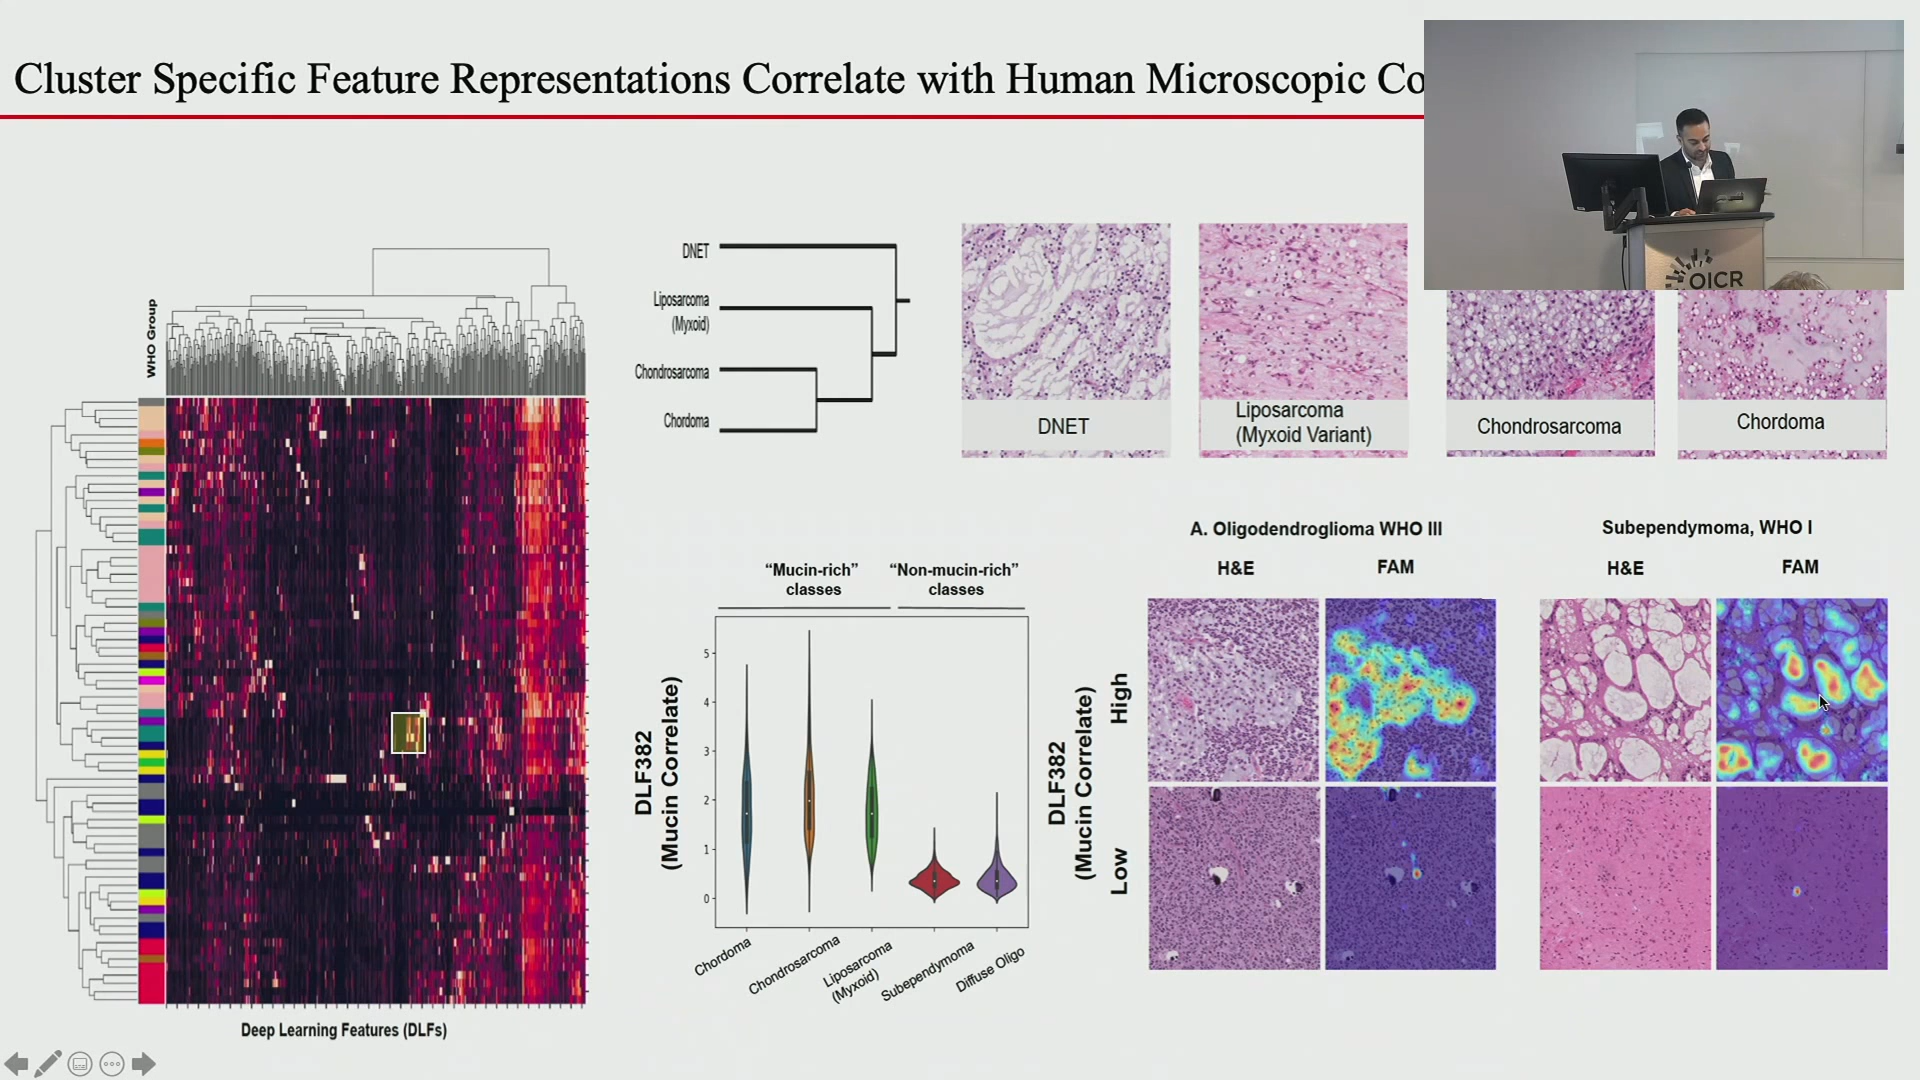 Cluster Specific Feature Representations Correlate with Human Microscopic Co
OICR
WHO Group
Deep Learning Features (DLFs)
DNET
Liposarcoma
(Myxoid)
Chondrosarcoma
Chordoma
DNET
Liposarcoma
(Myxoid Variant)
Chondrosarcoma
Chordoma
“Mucin-rich”
classes
“Non-mucin-rich”
classes
DLF382
(Mucin Correlate)
5
4
3
2
1
0
Chordoma
Chondrosarcoma
Liposarcoma
(Myxoid)
Subependymoma
Diffuse Oligo
A. Oligodendroglioma WHO III
H&E
FAM
Subependymoma, WHO I
H&E
FAM
DLF382
(Mucin Correlate)
High
Low